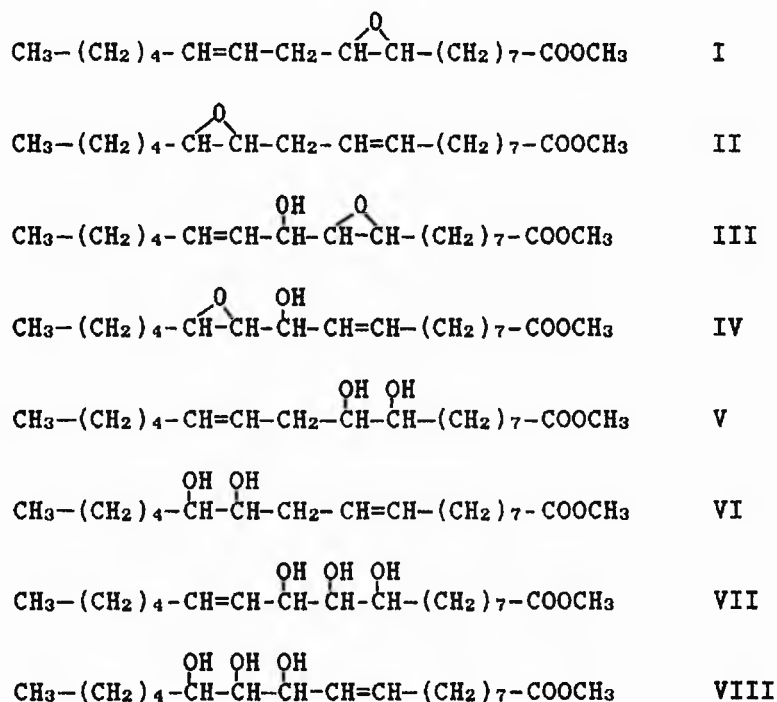 O
CH₃-(CH₂)₄-CH=CH-CH₂-CH-CH-(CH₂)₇-COOCH₃ I
O
CH₃-(CH₂)₄-CH-CH-CH₂-CH=CH-(CH₂)₇-COOCH₃ II
OH O
CH₃-(CH₂)₄-CH=CH-CH-CH-CH-(CH₂)₇-COOCH₃ III
O OH
CH₃-(CH₂)₄-CH-CH-CH-CH=CH-(CH₂)₇-COOCH₃ IV
OH OH
CH₃-(CH₂)₄-CH=CH-CH₂-CH-CH-(CH₂)₇-COOCH₃ V
OH OH
CH₃-(CH₂)₄-CH-CH-CH₂-CH=CH-(CH₂)₇-COOCH₃ VI
OH OH OH
CH₃-(CH₂)₄-CH=CH-CH-CH-CH-(CH₂)₇-COOCH₃ VII
OH OH OH
CH₃-(CH₂)₄-CH-CH-CH-CH=CH-(CH₂)₇-COOCH₃ VIII